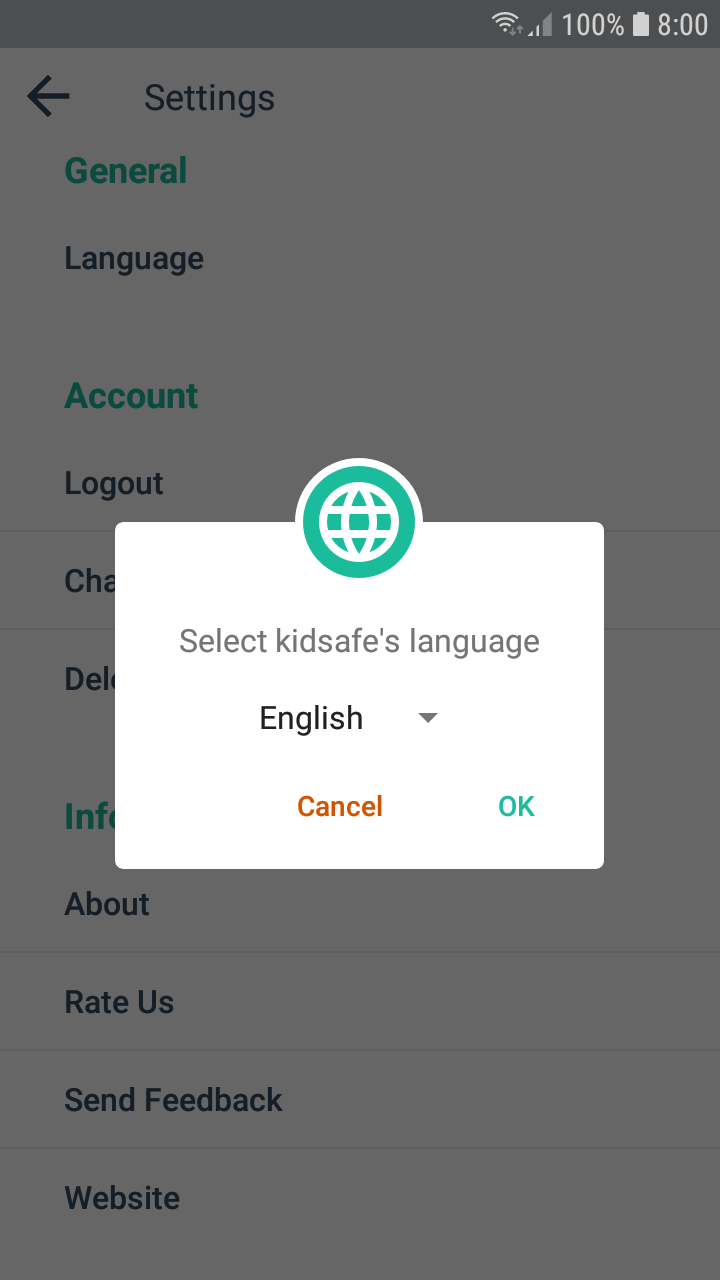 100% 8:00
Settings
General
Language
Account
Logout
Select kidsafe's language
English
Cancel OK
About
Rate Us
Send Feedback
Website